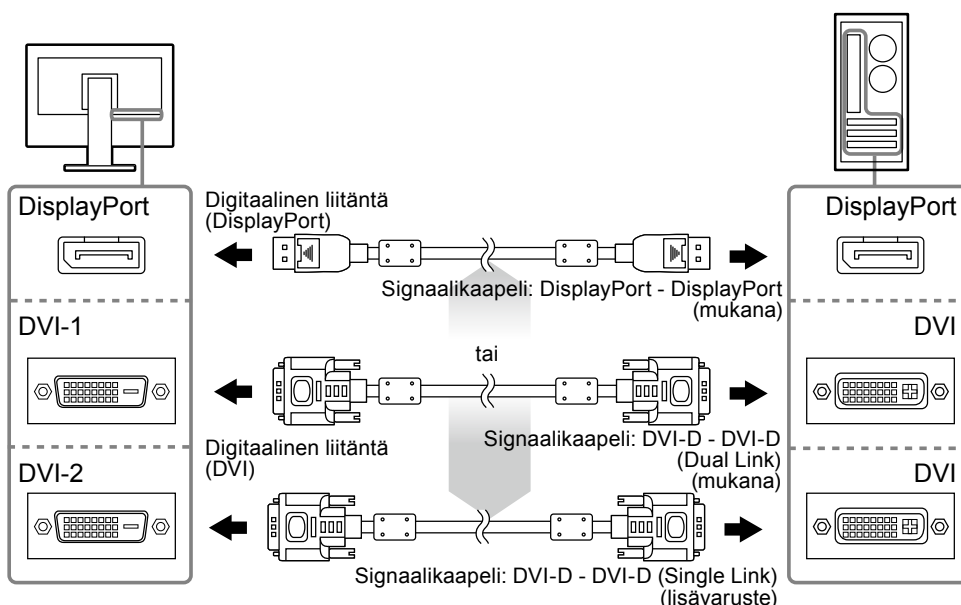 DisplayPort
Digitaalinen liitäntä
(DisplayPort)
DisplayPort
Signaalikaapeli: DisplayPort - DisplayPort
(mukana)
DVI-1
tai
DVI
Digitaalinen liitäntä
(DVI)
Signaalikaapeli: DVI-D - DVI-D
(Dual Link)
(mukana)
DVI-2
DVI
Signaalikaapeli: DVI-D - DVI-D (Single Link)
(lisävaruste)